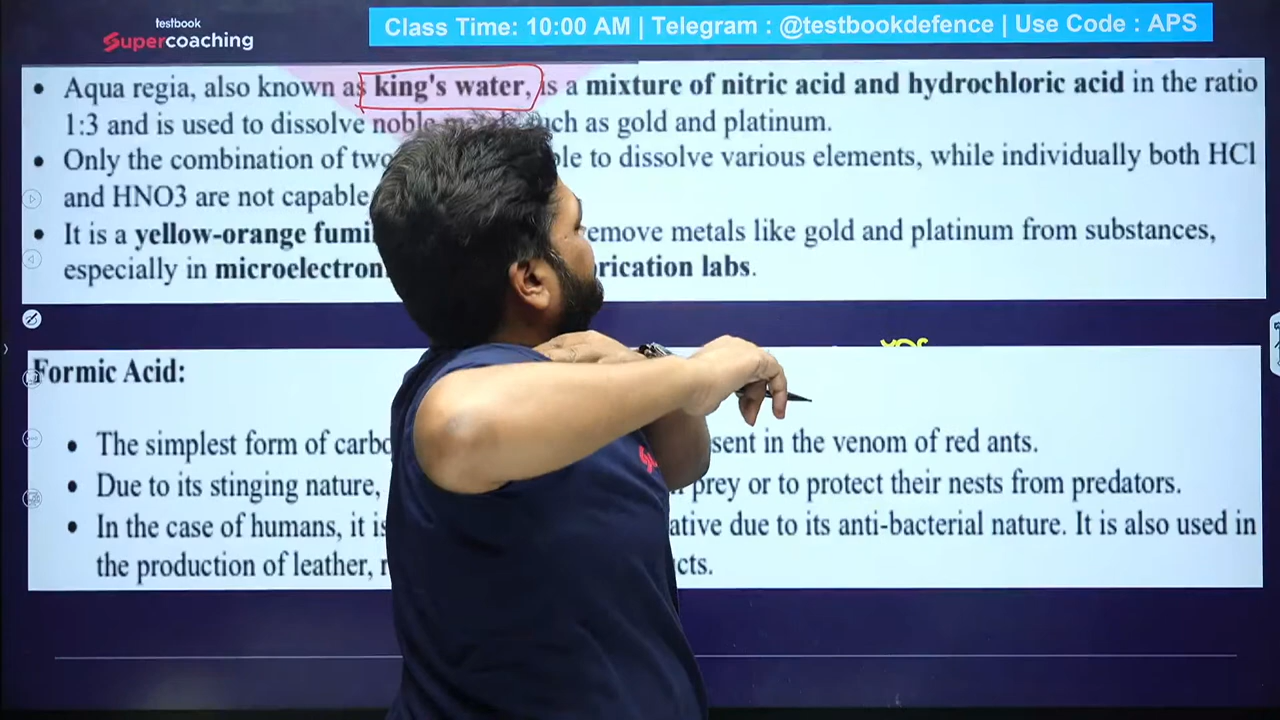 testbook
Supercoaching
Class Time: 10:00 AM | Telegram : @testbookdefence | Use Code : APS
• Aqua regia, also known as king's water, is a mixture of nitric acid and hydrochloric acid in the ratio
1:3 and is used to dissolve noble such as gold and platinum.
• Only the combination of two to dissolve various elements, while individually both HCl
and HNO3 are not capable
• It is a yellow-orange metals like gold and platinum from substances,
especially in labs.
Formic Acid:
• The simplest form of in the venom of red ants.
• Due to its stinging nature, prey or to protect their nests from predators.
• In the case of humans, it is due to its anti-bacterial nature. It is also used in
the production of leather,